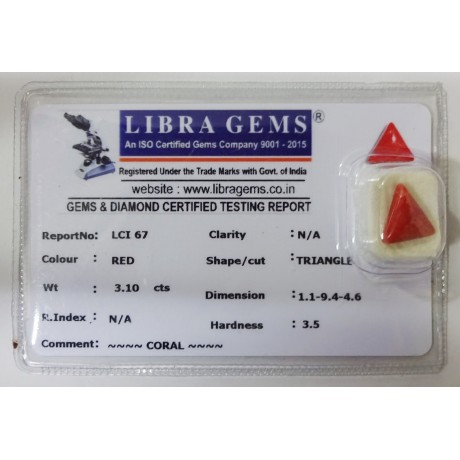 LIBRA GEMS®
An ISO Certified Gems Company 9001 - 2015
Registered Under the Trade Marks with Govt. of India
website : www.libragems.co.in
GEMS & DIAMOND CERTIFIED TESTING REPORT
ReportNo: LCI 67 Clarity : N/A
Colour : RED Shape/cut : TRIANGLE
Wt : 3.10 cts Dimension : 1.1-9.4-4.6
R.Index : N/A Hardness : 3.5
Comment: ~~~~ CORAL ~~~~